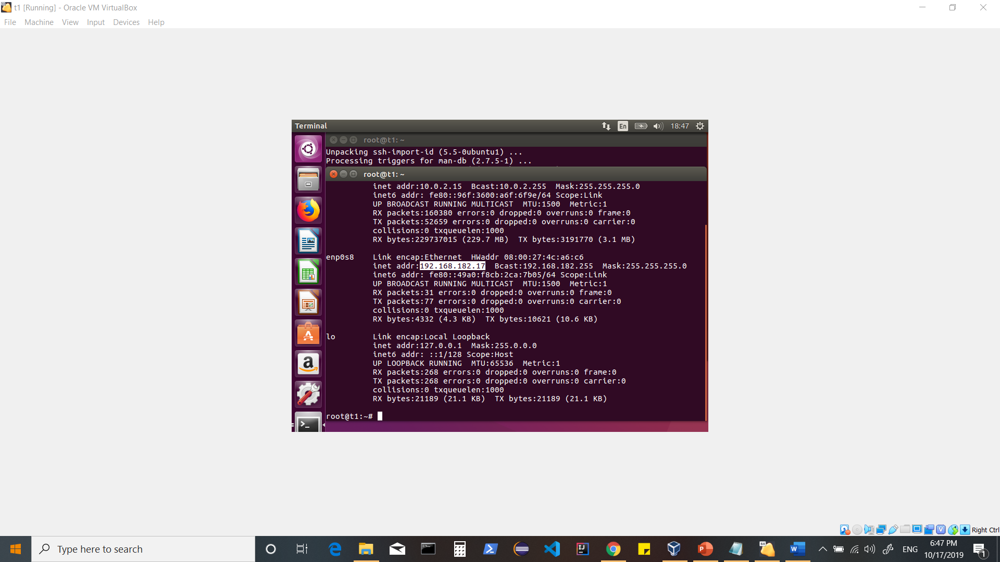 t1 [Running] - Oracle VM VirtualBox
File Machine View Input Devices Help
Terminal En 18:47
root@t1: ~
Unpacking ssh-import-id (5.5-0ubuntu1) ...
Processing triggers for man-db (2.7.5-1) ...
root@t1: ~
inet addr:10.0.2.15 Bcast:10.0.2.255 Mask:255.255.255.0
inet6 addr: fe80::96f:3600:a6f:6f9e/64 Scope:Link
UP BROADCAST RUNNING MULTICAST MTU:1500 Metric:1
RX packets:160380 errors:0 dropped:0 overruns:0 frame:0
TX packets:52659 errors:0 dropped:0 overruns:0 carrier:0
collisions:0 txqueuelen:1000
RX bytes:229737015 (229.7 MB) TX bytes:3191770 (3.1 MB)
enp0s8 Link encap:Ethernet HWaddr 08:00:27:4c:a6:c6
inet addr:192.168.182.17 Bcast:192.168.182.255 Mask:255.255.255.0
inet6 addr: fe80::49a0:f8cb:2ca:7b05/64 Scope:Link
UP BROADCAST RUNNING MULTICAST MTU:1500 Metric:1
RX packets:31 errors:0 dropped:0 overruns:0 frame:0
TX packets:77 errors:0 dropped:0 overruns:0 carrier:0
collisions:0 txqueuelen:1000
RX bytes:4332 (4.3 KB) TX bytes:10621 (10.6 KB)
lo Link encap:Local Loopback
inet addr:127.0.0.1 Mask:255.0.0.0
inet6 addr: ::1/128 Scope:Host
UP LOOPBACK RUNNING MTU:65536 Metric:1
RX packets:268 errors:0 dropped:0 overruns:0 frame:0
TX packets:268 errors:0 dropped:0 overruns:0 carrier:0
collisions:0 txqueuelen:1000
RX bytes:21189 (21.1 KB) TX bytes:21189 (21.1 KB)
root@t1:~#
Right Ctrl
Type here to search
ENG
6:47 PM
10/17/2019
1